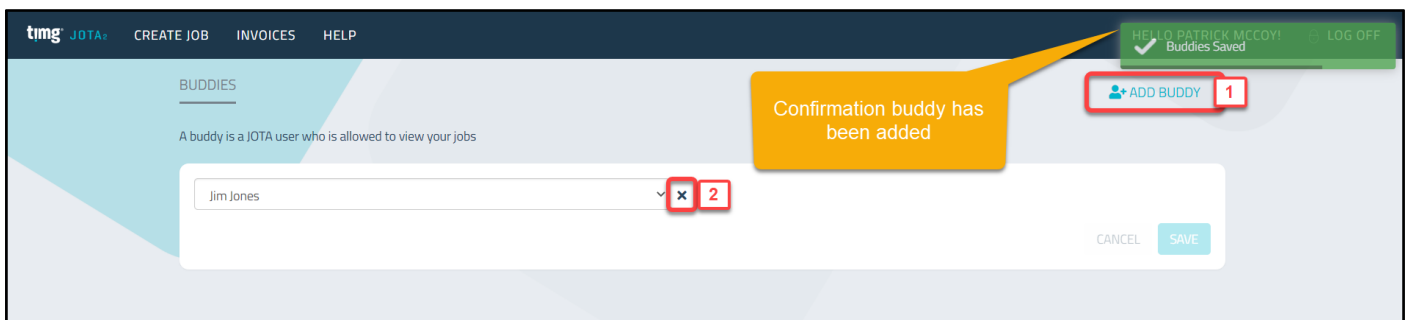 tımg JOTA2 CREATE JOB INVOICES HELP HELLO PATRICK MCCOY! LOG OFF
Buddies Saved
BUDDIES
ADD BUDDY 1
Confirmation buddy has
been added
A buddy is a JOTA user who is allowed to view your jobs
Jim Jones 2
CANCEL SAVE